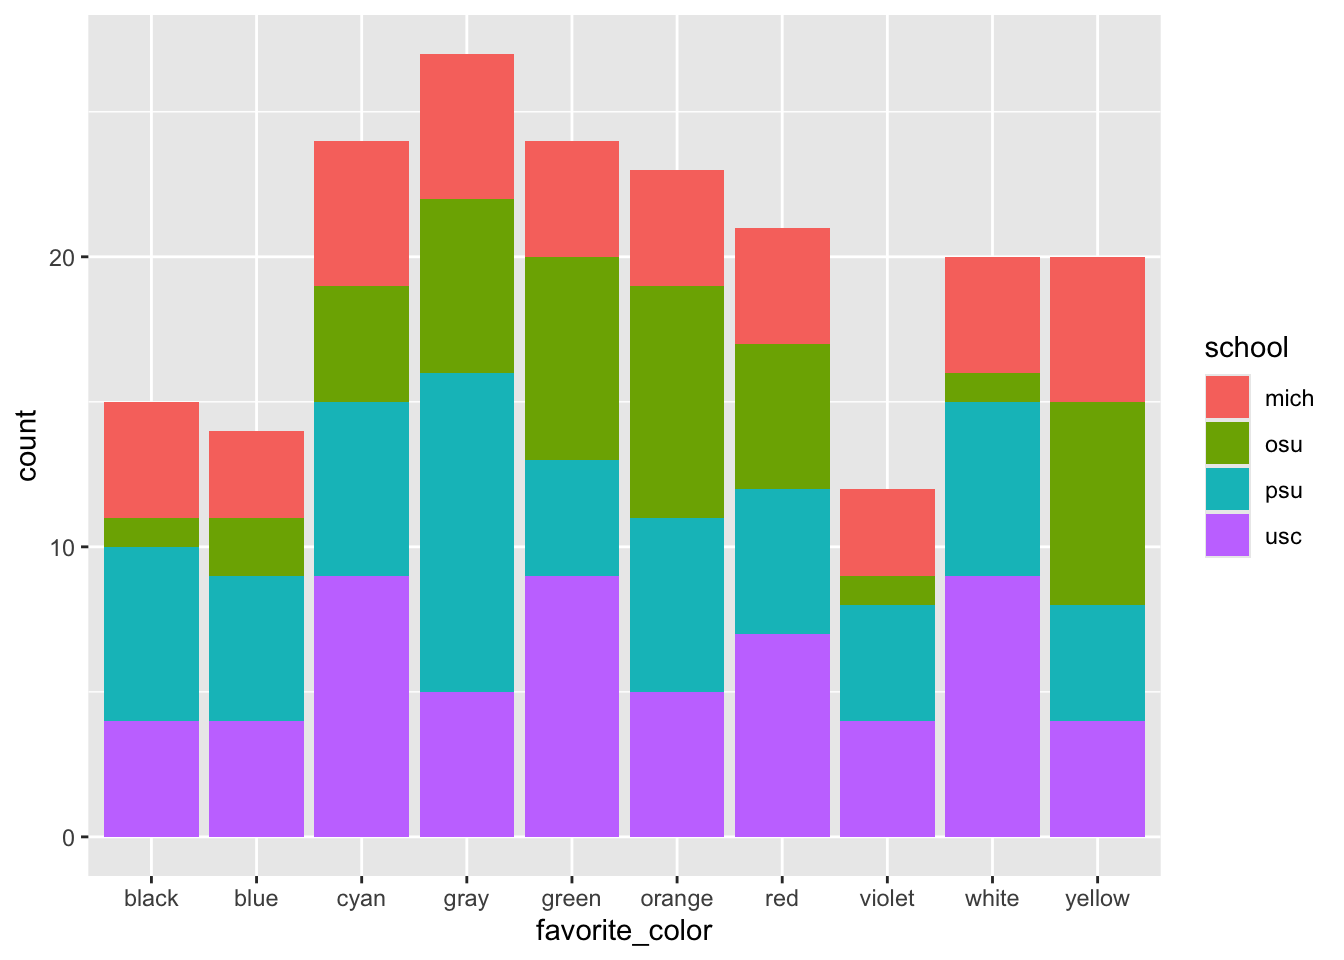 count
20
10
0
black blue cyan gray green orange red violet white yellow
favorite_color
school
mich
osu
psu
usc